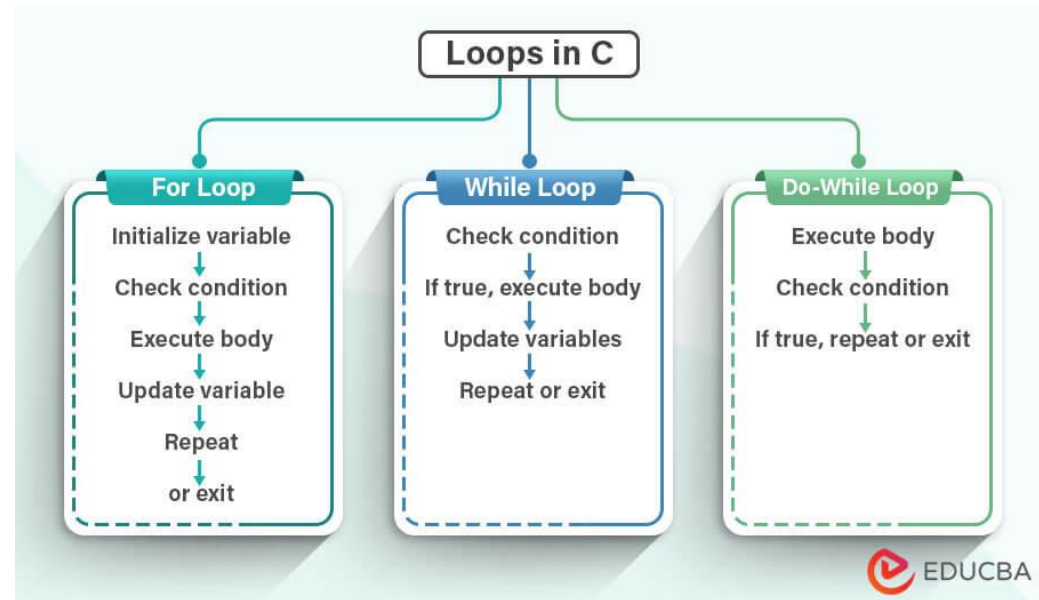 Loops in C
For Loop
Initialize variable
Check condition
Execute body
Update variable
Repeat
or exit
While Loop
Check condition
If true, execute body
Update variables
Repeat or exit
Do-While Loop
Execute body
Check condition
If true, repeat or exit
EDUCBA